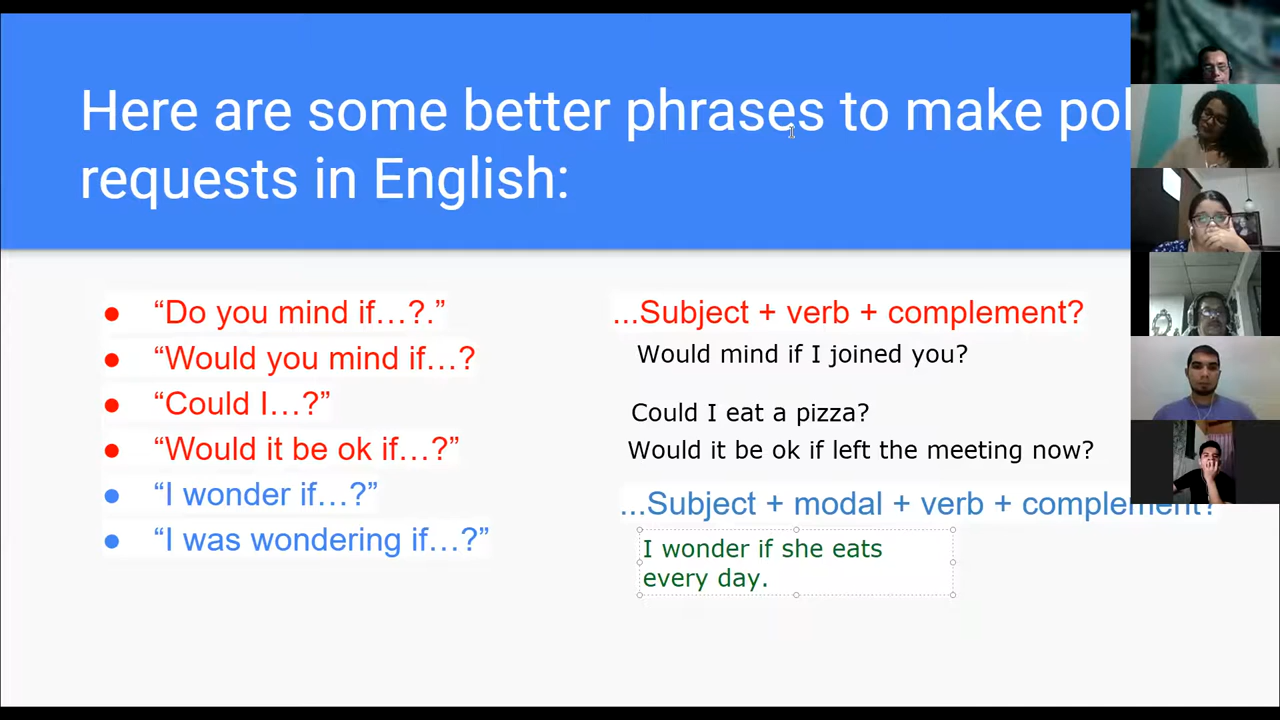 Here are some better phrases to make pol
requests in English:
● “Do you mind if…?.”
● “Would you mind if…?
● “Could I…?”
● “Would it be ok if…?”
● “I wonder if…?”
● “I was wondering if…?”
...Subject + verb + complement?
Would mind if I joined you?
Could I eat a pizza?
Would it be ok if left the meeting now?
...Subject + modal + verb + complement?
I wonder if she eats
every day.